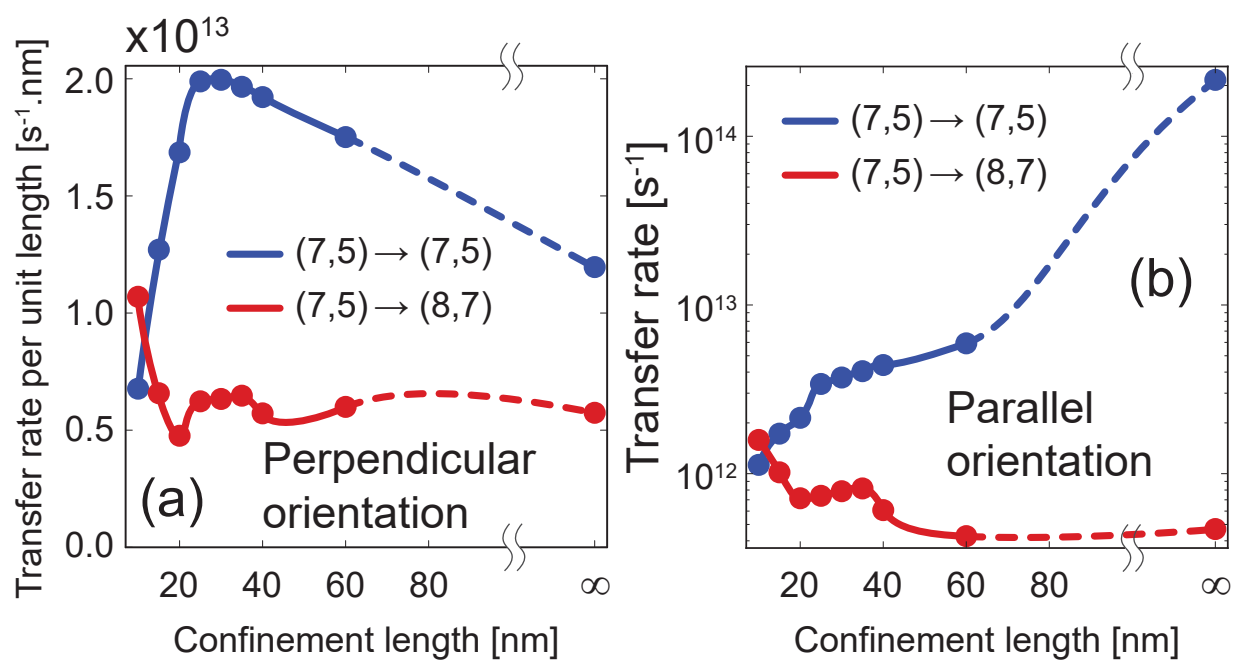 x10¹³
Transfer rate per unit length [s⁻¹.nm]
2.0
1.5
1.0
0.5
0.0
(7,5) → (7,5)
(7,5) → (8,7)
(a)
Perpendicular
orientation
20 40 60 80 ∞
Confinement length [nm]
Transfer rate [s⁻¹]
10¹⁴
10¹³
10¹²
(7,5) → (7,5)
(7,5) → (8,7)
(b)
Parallel
orientation
20 40 60 80 ∞
Confinement length [nm]